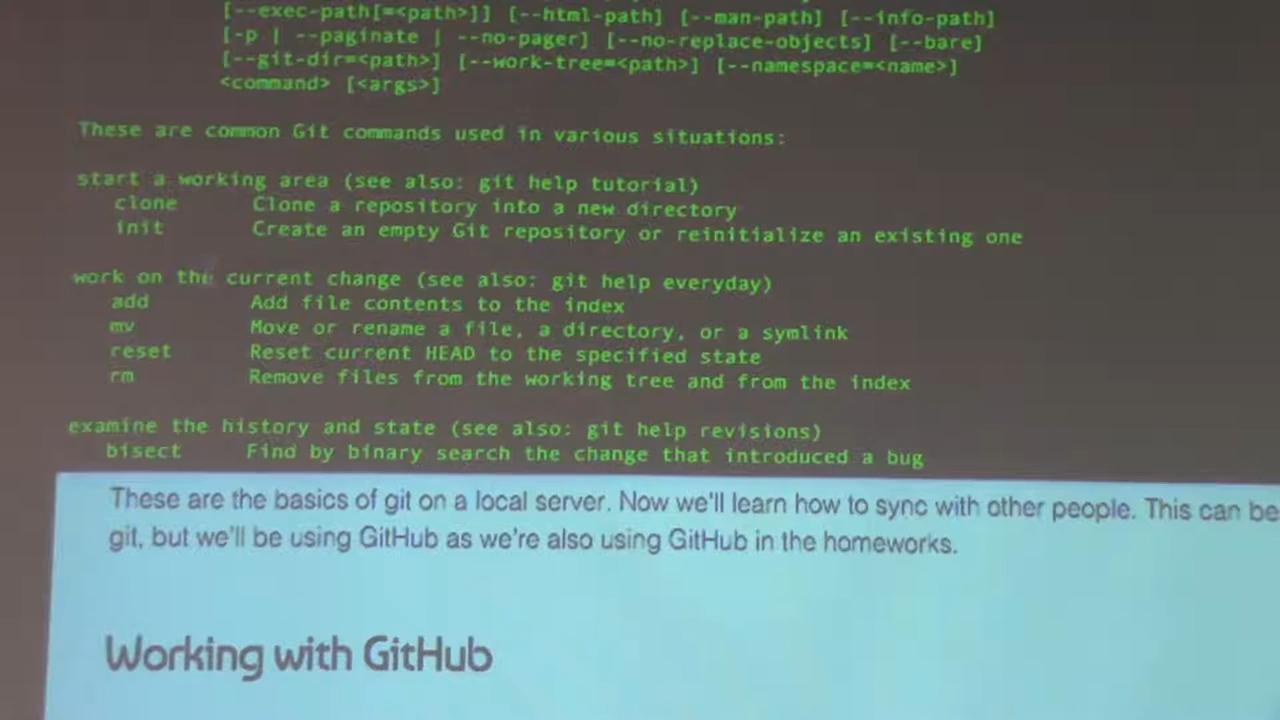 [--exec-path[=<path>]] [--html-path] [--man-path] [--info-path]
[-p | --paginate | --no-pager] [--no-replace-objects] [--bare]
[--git-dir=<path>] [--work-tree=<path>] [--namespace=<name>]
<command> [<args>]
These are common Git commands used in various situations:
start a working area (see also: git help tutorial)
clone Clone a repository into a new directory
init Create an empty Git repository or reinitialize an existing one
work on the current change (see also: git help everyday)
add Add file contents to the index
mv Move or rename a file, a directory, or a symlink
reset Reset current HEAD to the specified state
rm Remove files from the working tree and from the index
examine the history and state (see also: git help revisions)
bisect Find by binary search the change that introduced a bug
These are the basics of git on a local server. Now we'll learn how to sync with other people. This can be
git, but we'll be using GitHub as we're also using GitHub in the homeworks.
Working with GitHub